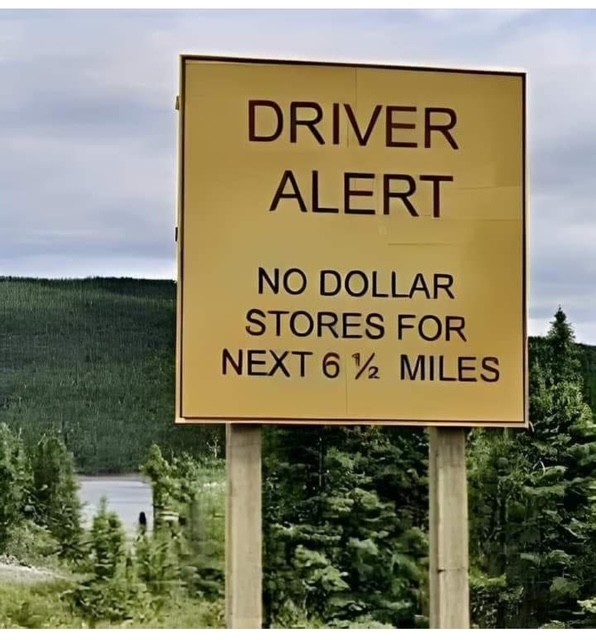 DRIVER
ALERT
NO DOLLAR
STORES FOR
NEXT 6 ½ MILES